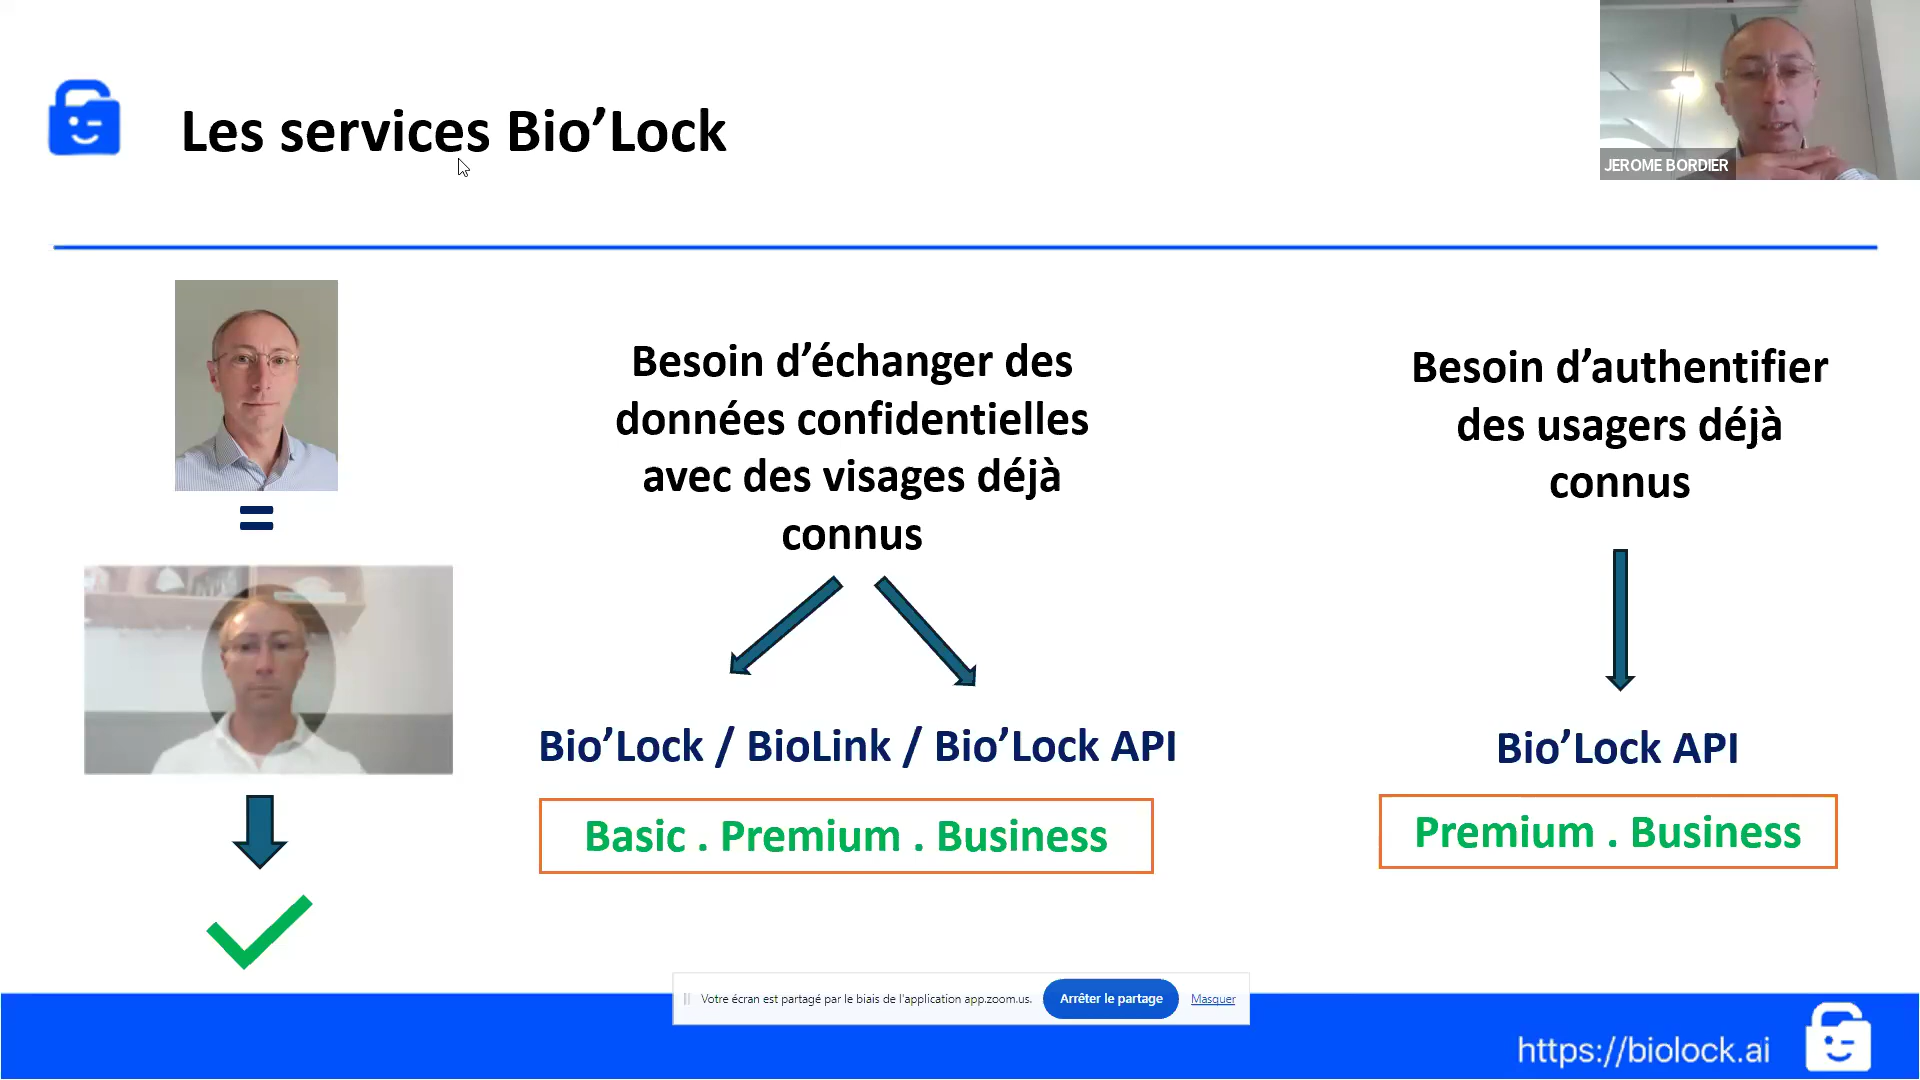 Les services Bio’Lock
JEROME BORDIER
Besoin d’échanger des
données confidentielles
avec des visages déjà
connus
Bio’Lock / BioLink / Bio’Lock API
Basic . Premium . Business
Besoin d’authentifier
des usagers déjà
connus
Bio’Lock API
Premium . Business
Votre écran est partagé par le biais de l'application app.zoom.us.
Arrêter le partage
Masquer
https://biolock.ai